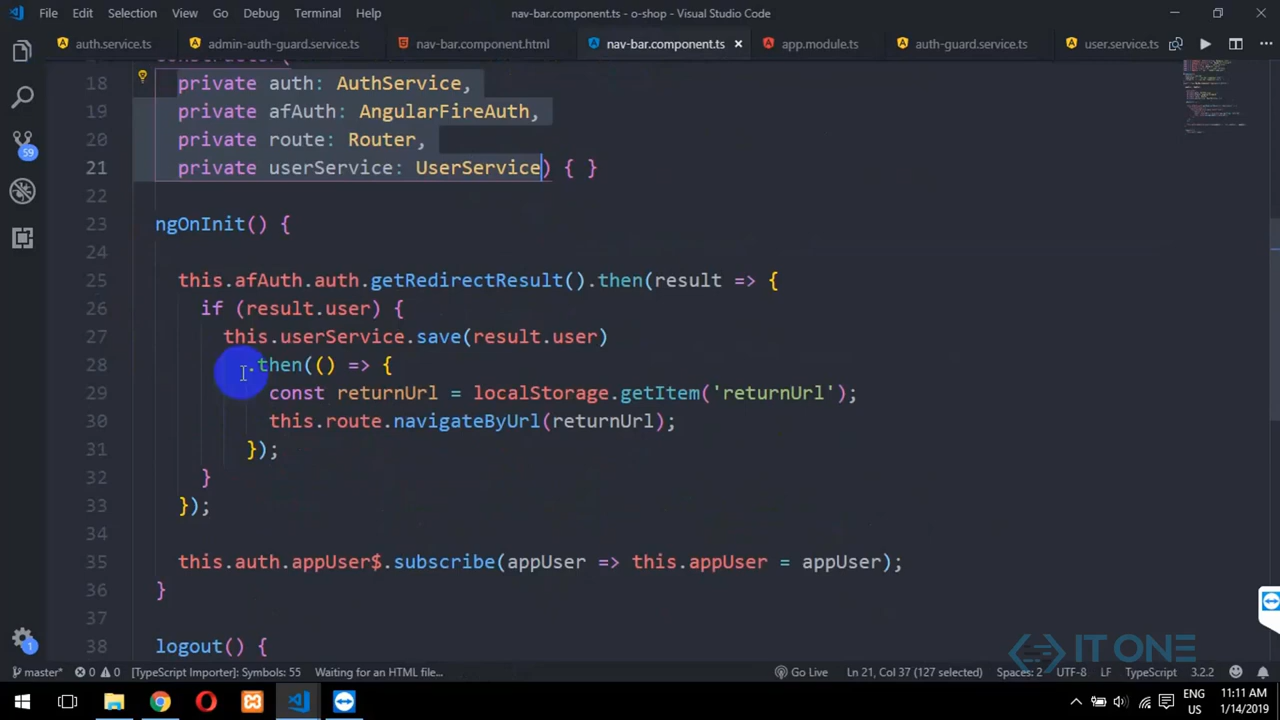 File Edit Selection View Go Debug Terminal Help nav-bar.component.ts - o-shop - Visual Studio Code
auth.service.ts admin-auth-guard.service.ts nav-bar.component.html nav-bar.component.ts × app.module.ts auth-guard.service.ts user.service.ts
constructor(
18 private auth: AuthService,
19 private afAuth: AngularFireAuth,
20 private route: Router,
21 private userService: UserService) { }
22
23 ngOnInit() {
24
25 this.afAuth.auth.getRedirectResult().then(result => {
26 if (result.user) {
27 this.userService.save(result.user)
28 .then(() => {
29 const returnUrl = localStorage.getItem('returnUrl');
30 this.route.navigateByUrl(returnUrl);
31 });
32 }
33 });
34
35 this.auth.appUser$.subscribe(appUser => this.appUser = appUser);
36 }
37
38 logout() {
59
1
IT ONE
master* 0 0 [TypeScript Importer]: Symbols: 55 Waiting for an HTML file... Go Live Ln 21, Col 37 (127 selected) Spaces: 2 UTF-8 LF TypeScript 3.2.2 1
ENG 11:11 AM
US 1/14/2019